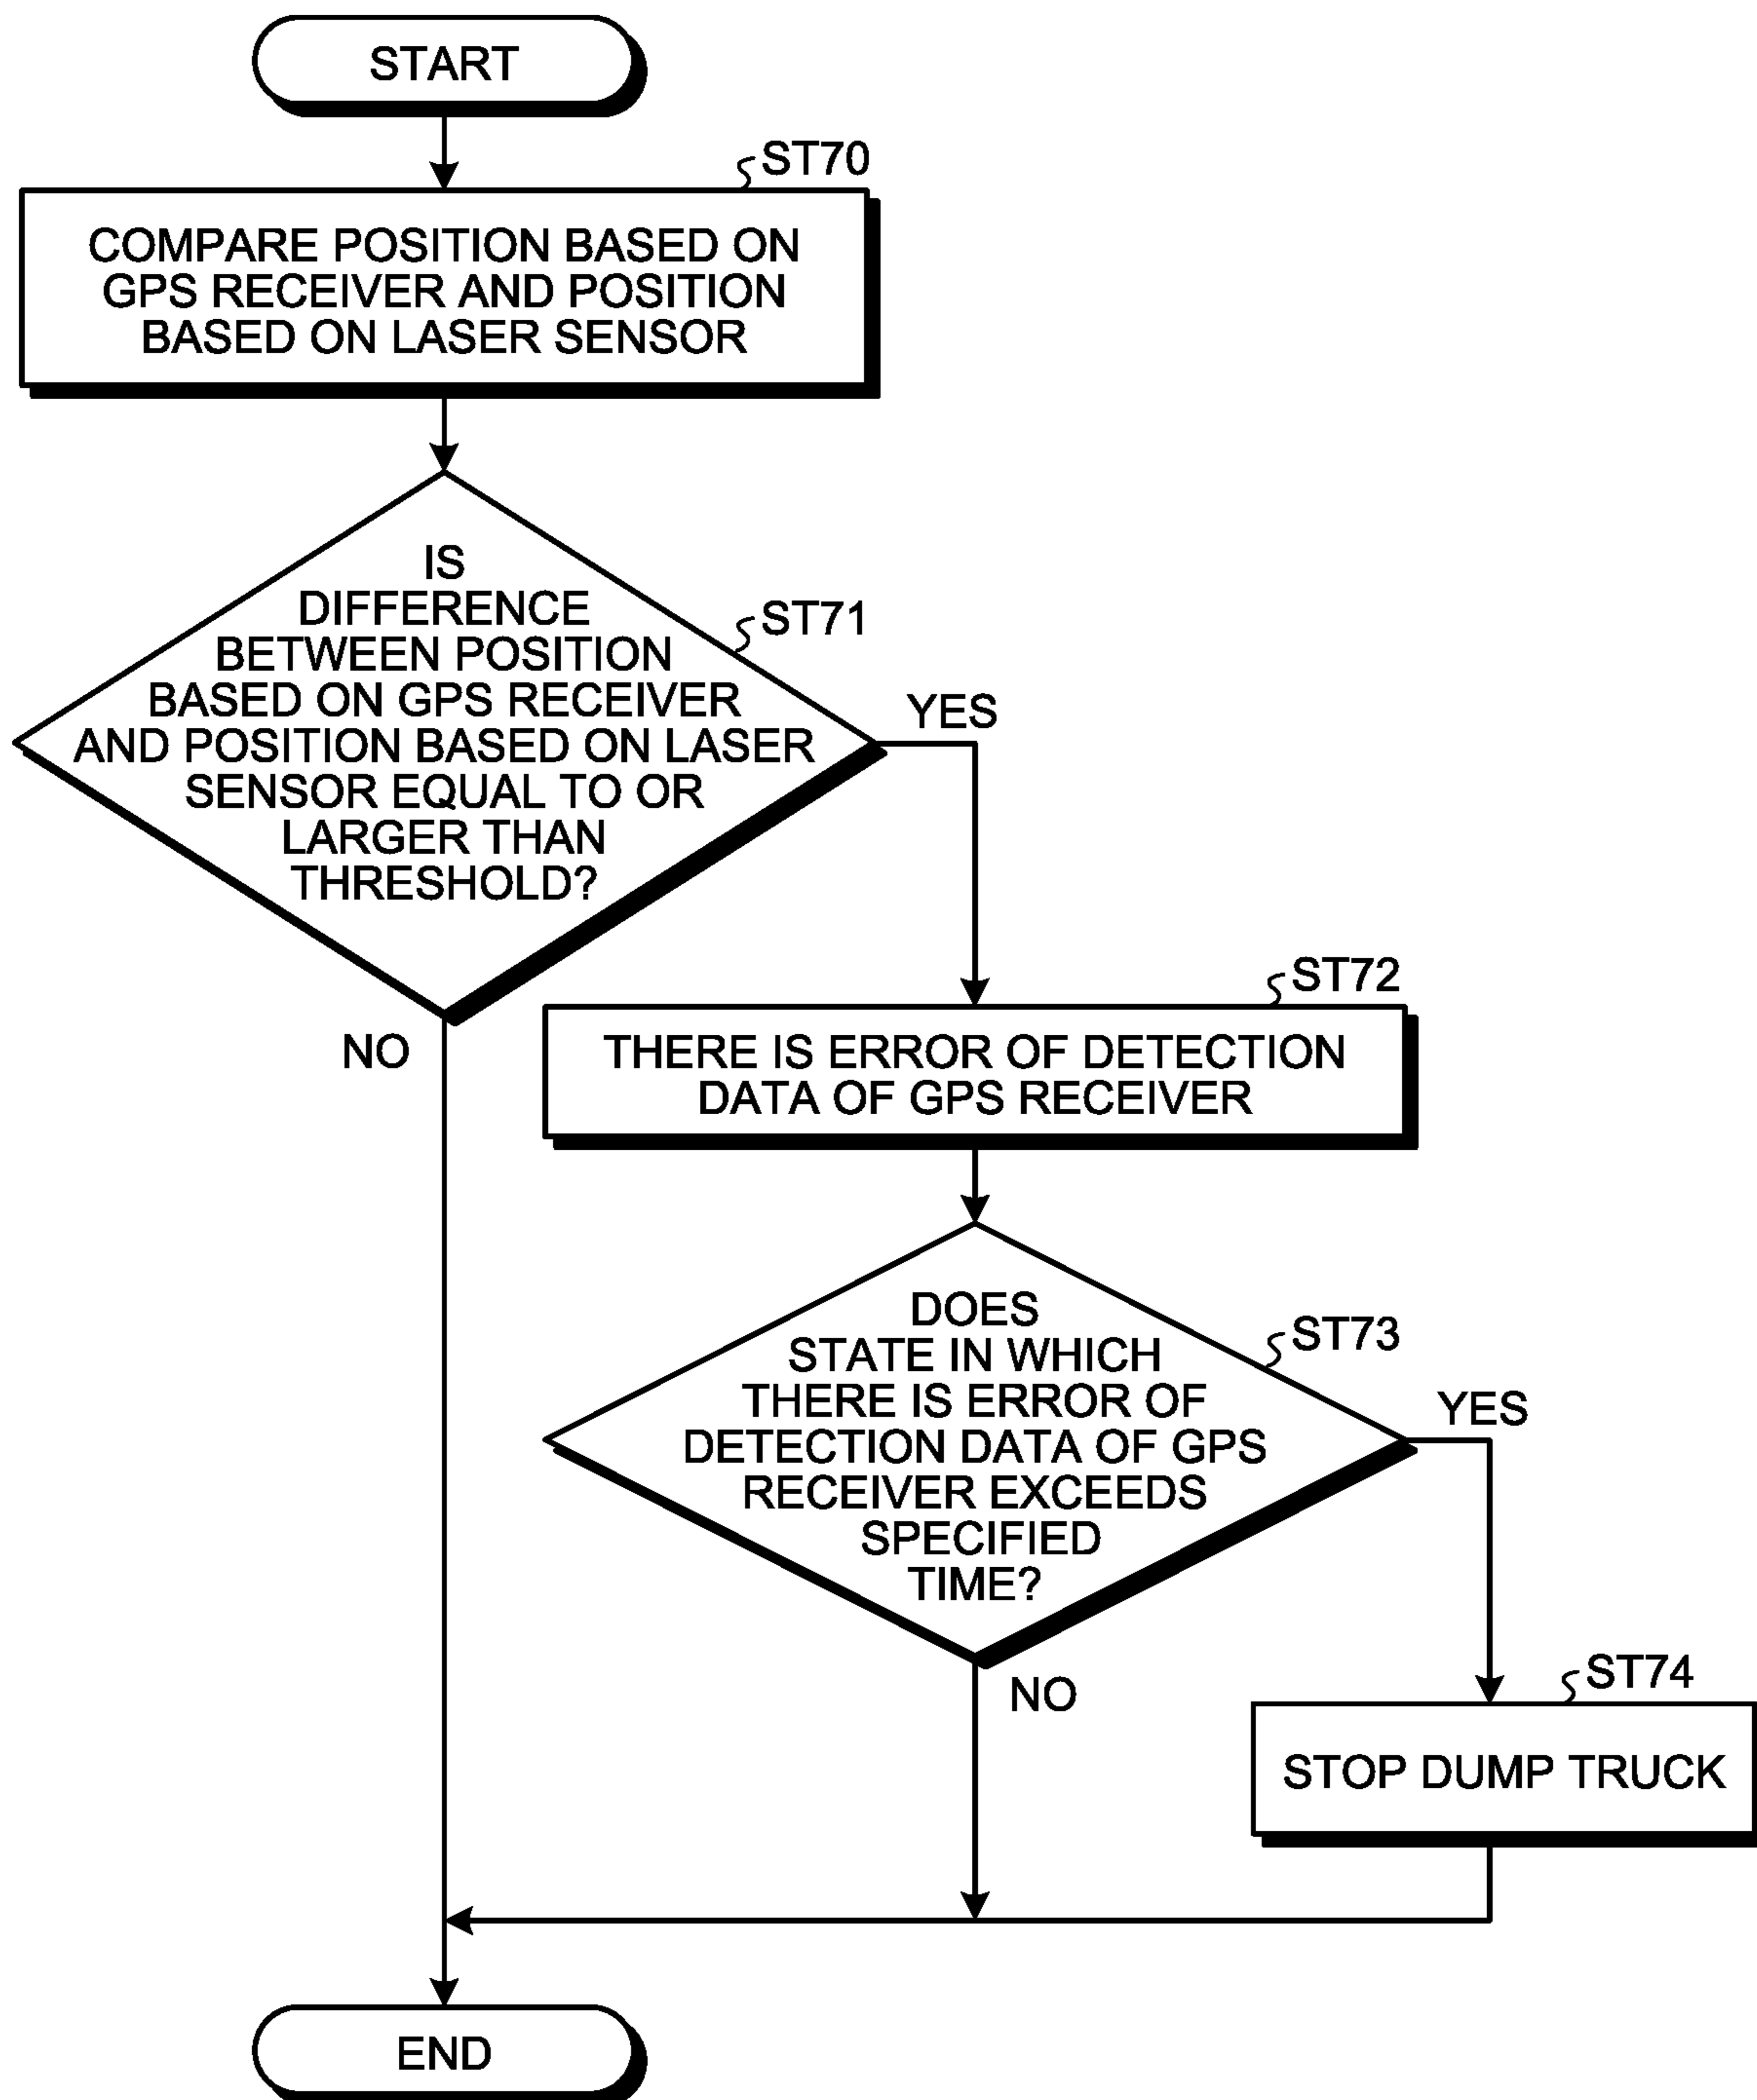 START
ST70
COMPARE POSITION BASED ON
GPS RECEIVER AND POSITION
BASED ON LASER SENSOR
ST71
IS
DIFFERENCE
BETWEEN POSITION
BASED ON GPS RECEIVER
AND POSITION BASED ON LASER
SENSOR EQUAL TO OR
LARGER THAN
THRESHOLD?
YES
NO
ST72
THERE IS ERROR OF DETECTION
DATA OF GPS RECEIVER
ST73
DOES
STATE IN WHICH
THERE IS ERROR OF
DETECTION DATA OF GPS
RECEIVER EXCEEDS
SPECIFIED
TIME?
YES
NO
ST74
STOP DUMP TRUCK
END